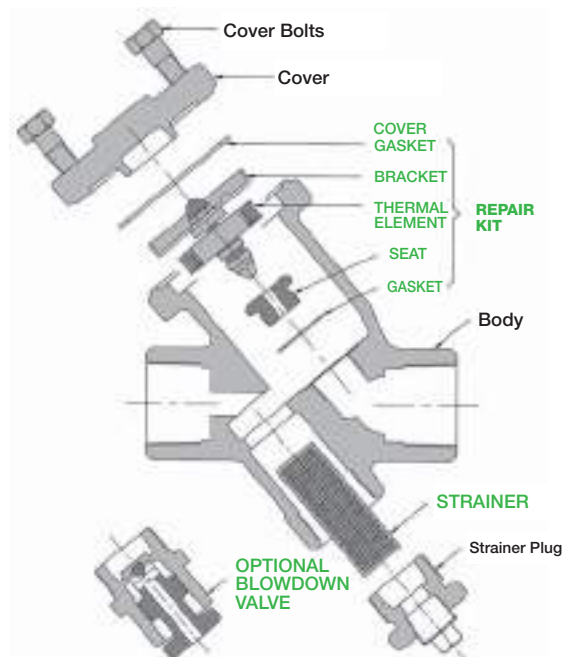 Cover Bolts
Cover
COVER
GASKET
BRACKET
THERMAL
ELEMENT
REPAIR
KIT
SEAT
GASKET
Body
STRAINER
Strainer Plug
OPTIONAL
BLOWDOWN
VALVE